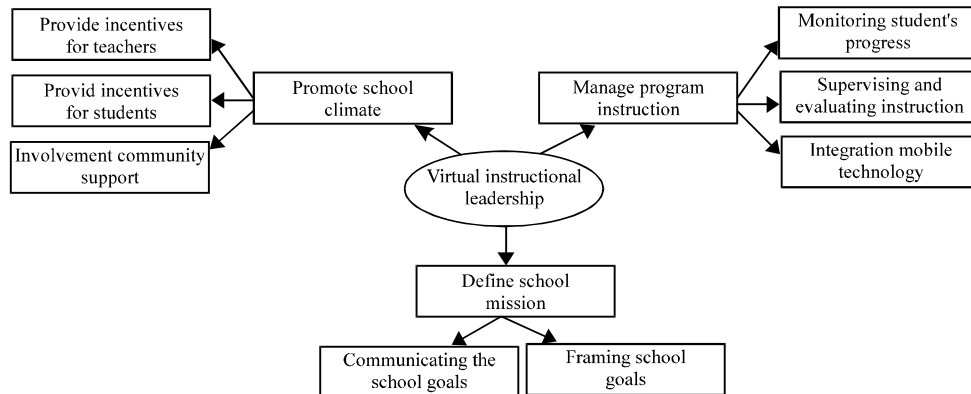 Provide incentives
for teachers
Provid incentives
for students
Involvement community
support
Promote school
climate
Manage program
instruction
Monitoring student's
progress
Supervising and
evaluating instruction
Integration mobile
technology
Virtual instructional
leadership
Define school
mission
Communicating the
school goals
Framing school
goals